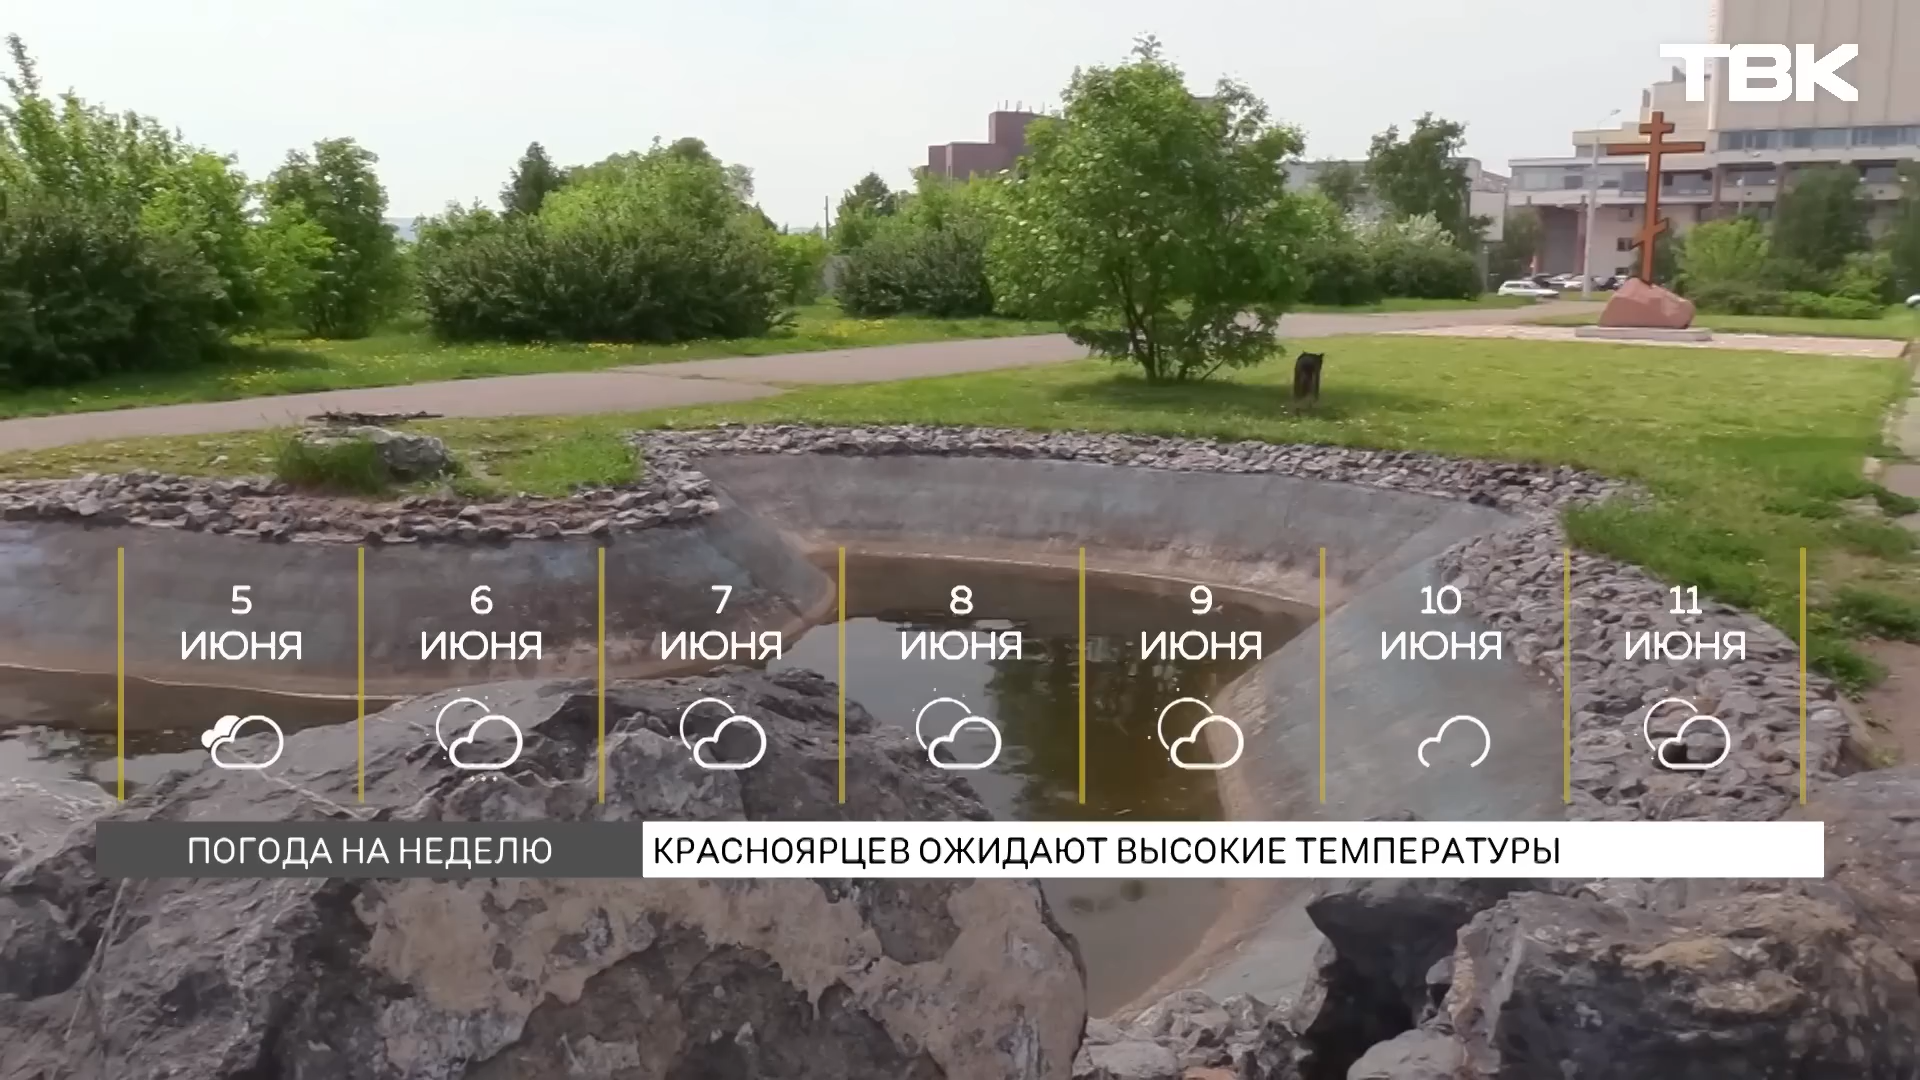 ТВК
5
ИЮНЯ
6
ИЮНЯ
7
ИЮНЯ
8
ИЮНЯ
9
ИЮНЯ
10
ИЮНЯ
11
ИЮНЯ
ПОГОДА НА НЕДЕЛЮ
КРАСНОЯРЦЕВ ОЖИДАЮТ ВЫСОКИЕ ТЕМПЕРАТУРЫ